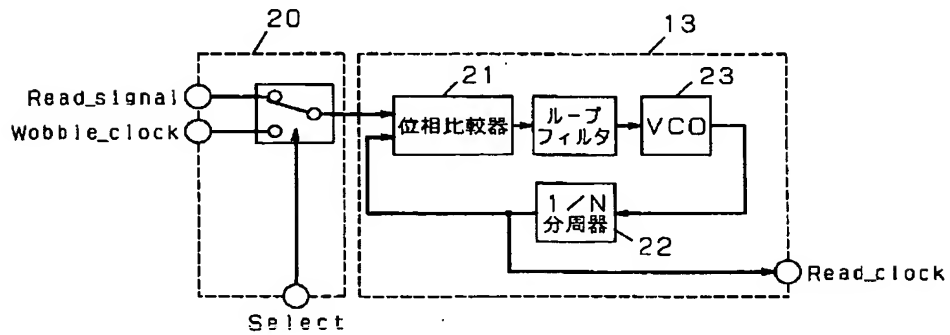 20
13
Read_signal
Wobble_clock
21
位相比較器
ループ
フィルタ
23
VCO
1/N
分周器
22
Read_clock
Select